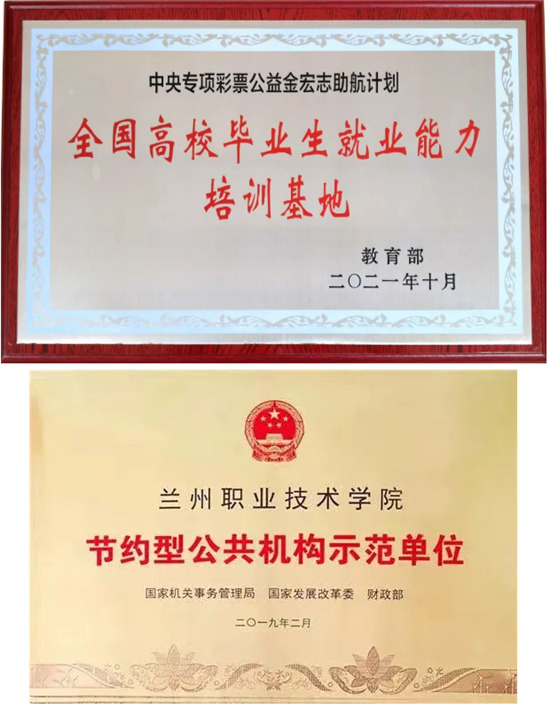 中央专项彩票公益金宏志助航计划
全国高校毕业生就业能力
培训基地
教育部
二〇二一年十月
兰州职业技术学院
节约型公共机构示范单位
国家机关事务管理局 国家发展改革委 财政部
二〇一九年二月